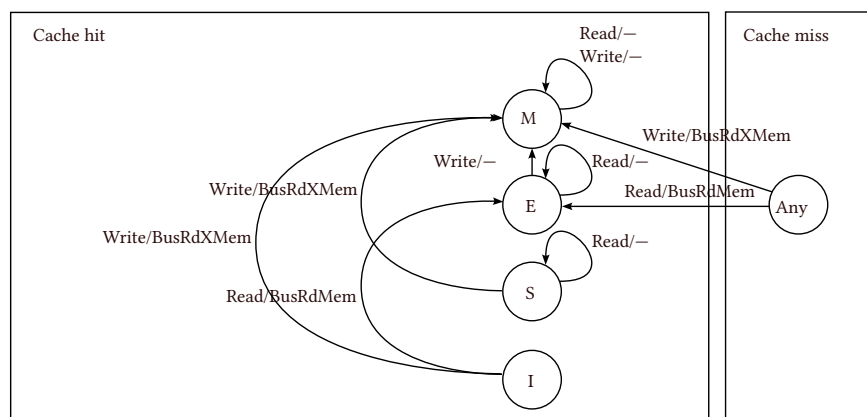 Cache hit
Cache miss
Read/—
Write/—
M
Write/BusRdXMem
Write/—
Read/—
Write/BusRdXMem
Read/BusRdMem
E
Any
Write/BusRdXMem
Read/—
S
Read/BusRdMem
I